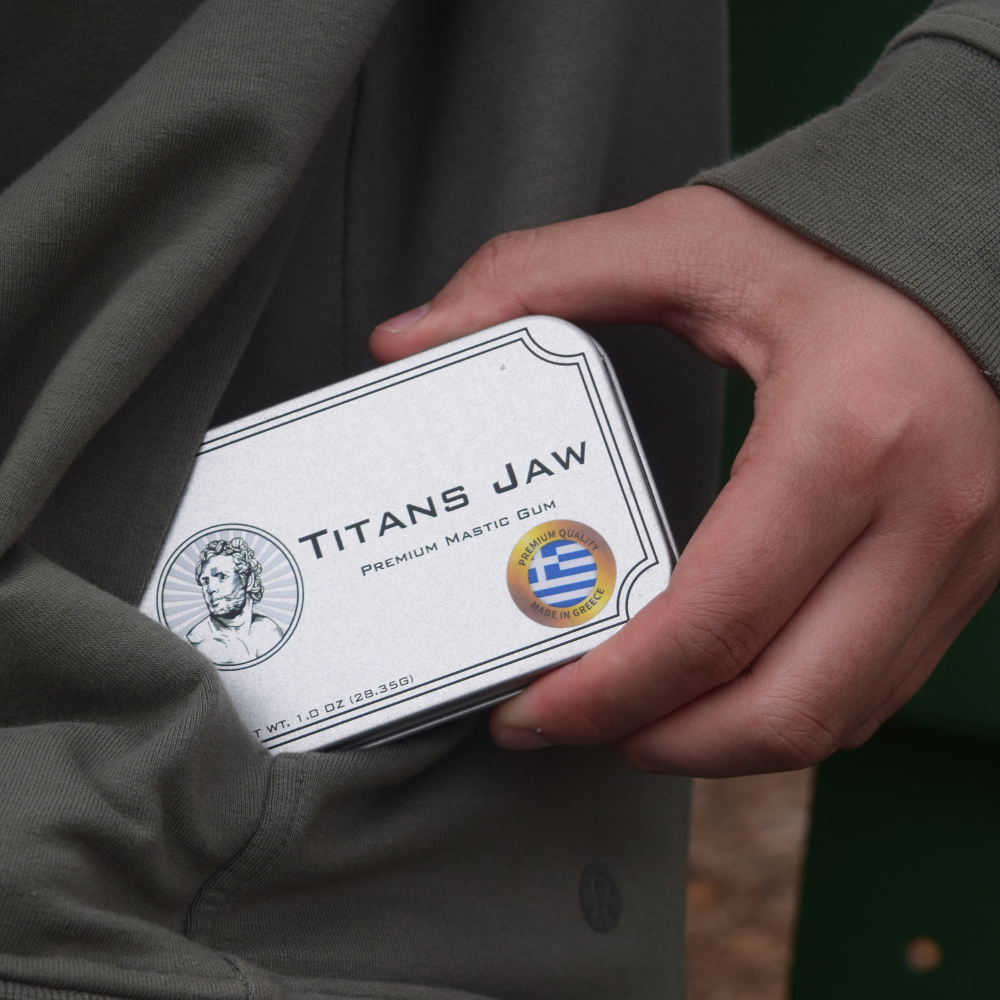 Titans Jaw
Premium Mastic Gum
PREMIUM QUALITY
MADE IN GREECE
WT. 1.0 OZ (28.35G)